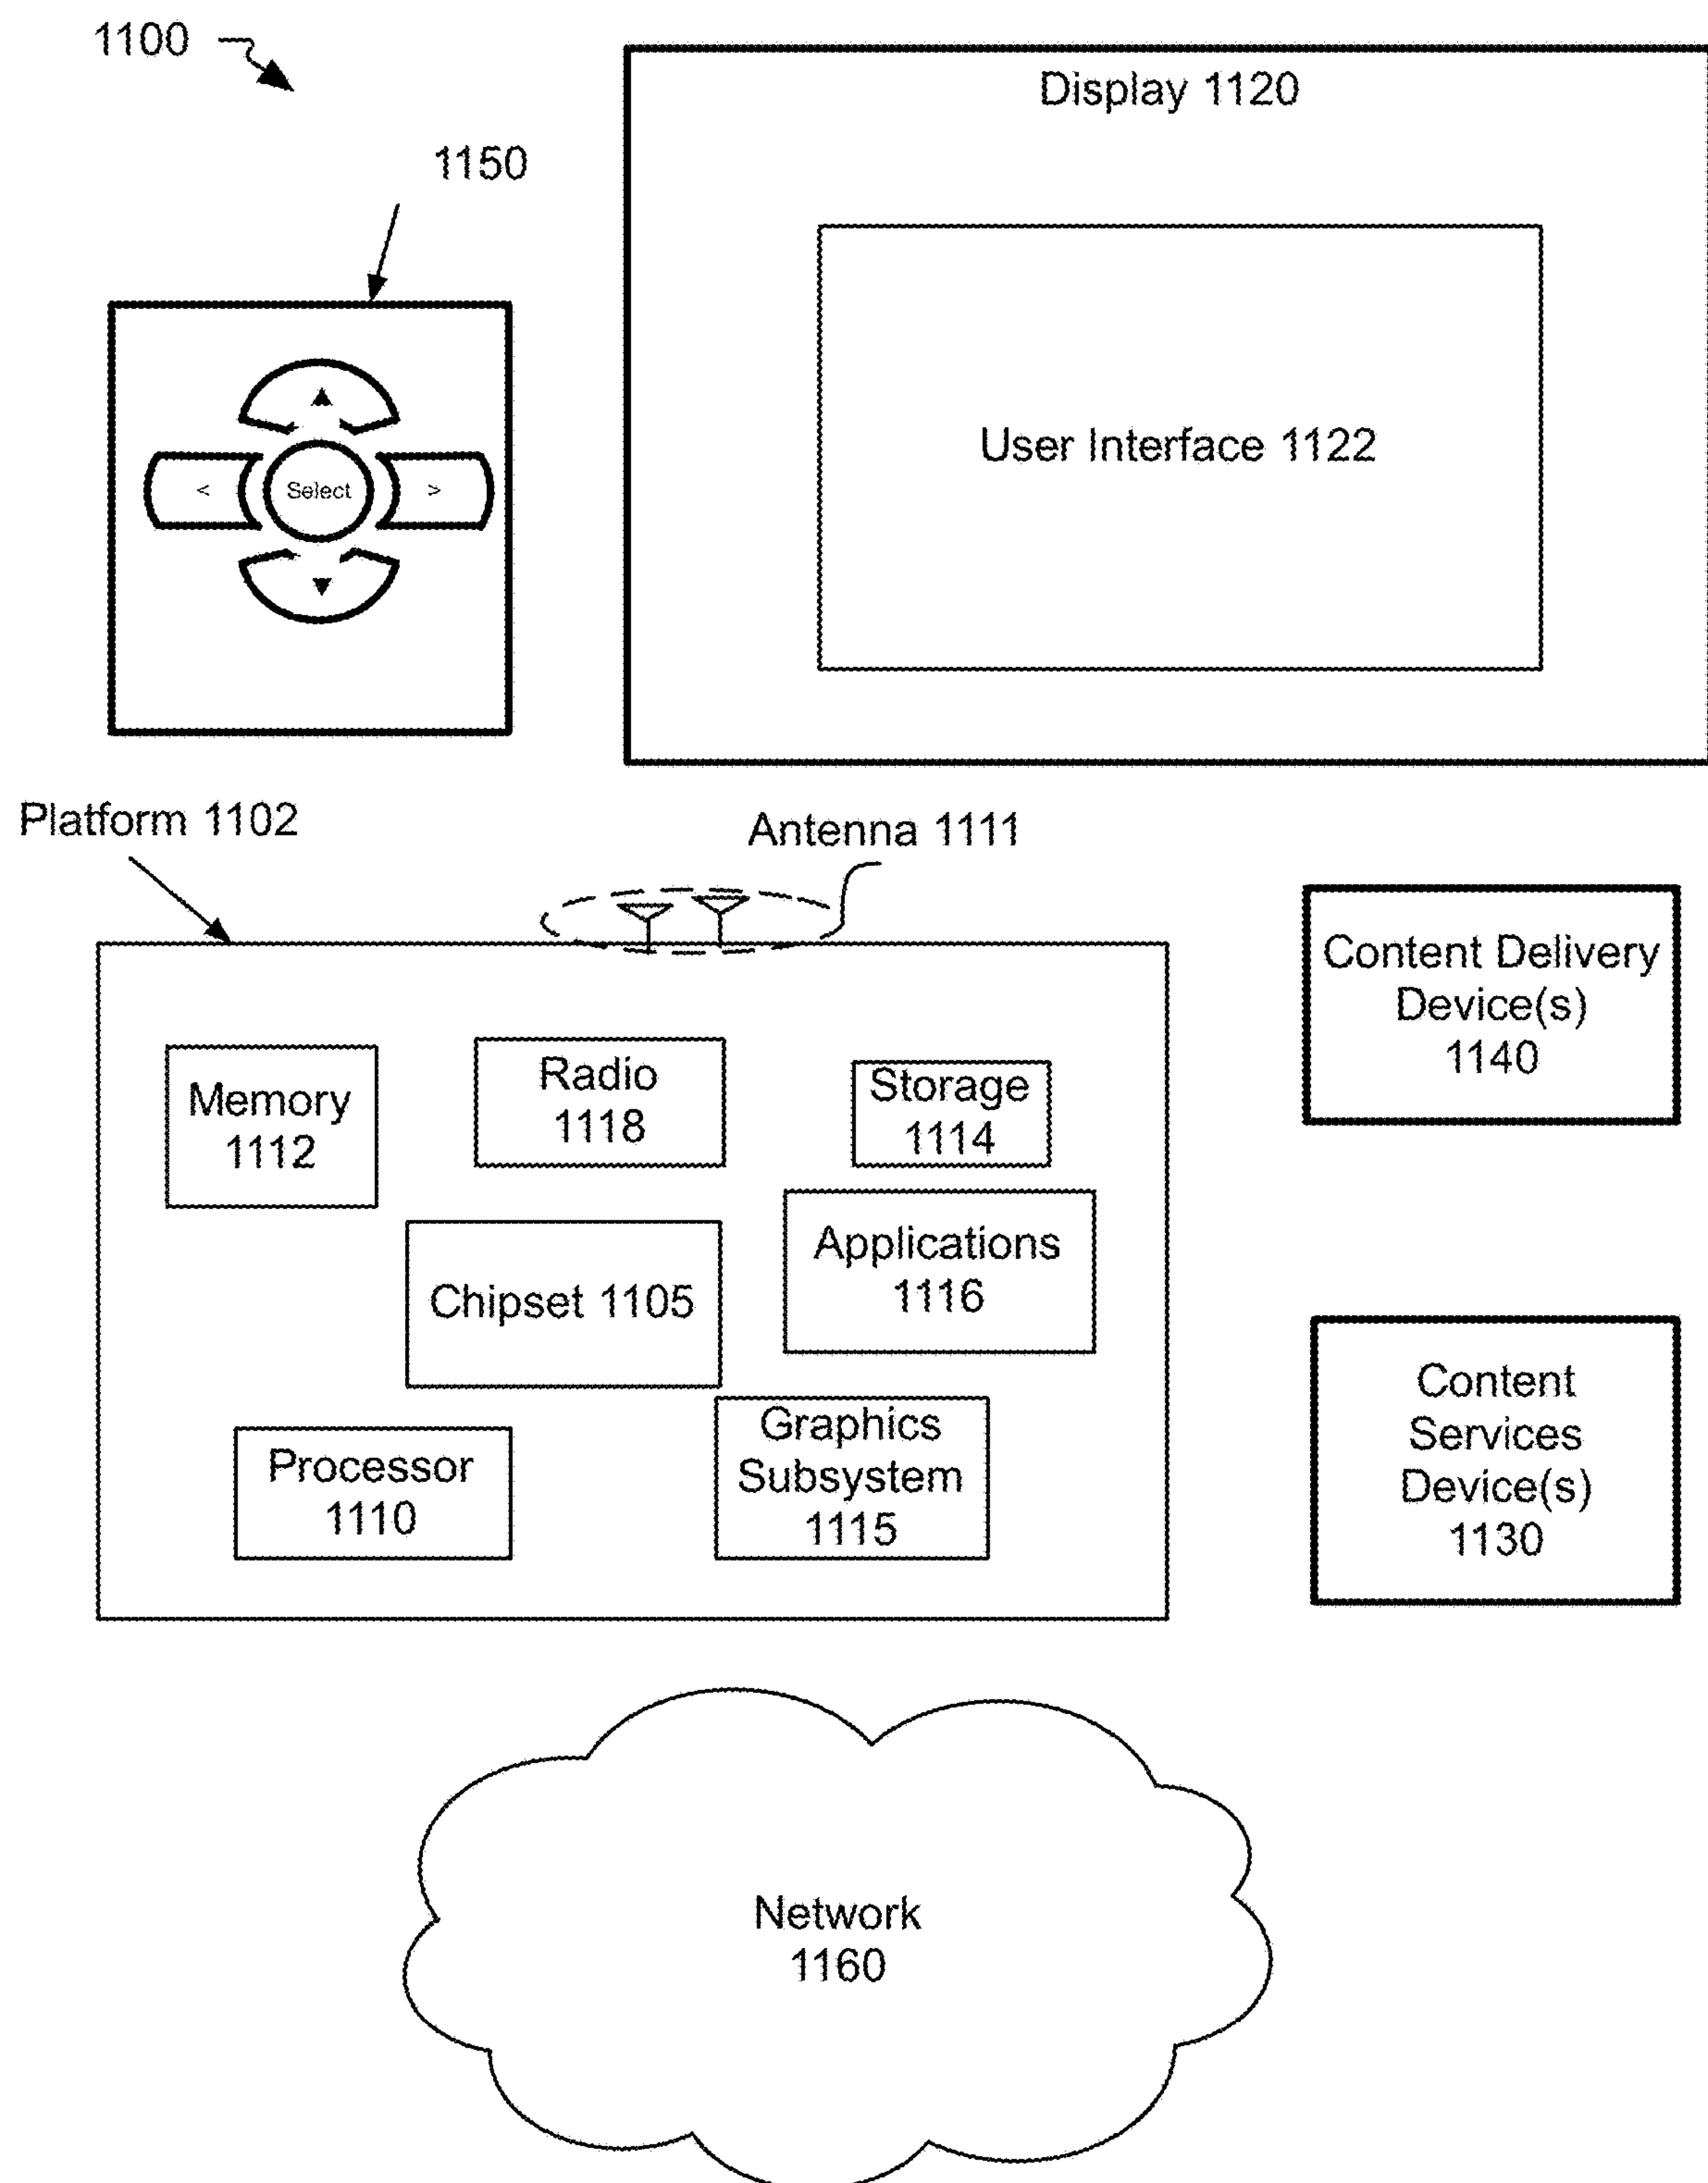 1100
Display 1120
1150
User Interface 1122
<
Select
>
Platform 1102
Antenna 1111
Content Delivery
Device(s)
1140
Memory
1112
Radio
1118
Storage
1114
Chipset 1105
Applications
1116
Processor
1110
Graphics
Subsystem
1115
Content
Services
Device(s)
1130
Network
1160